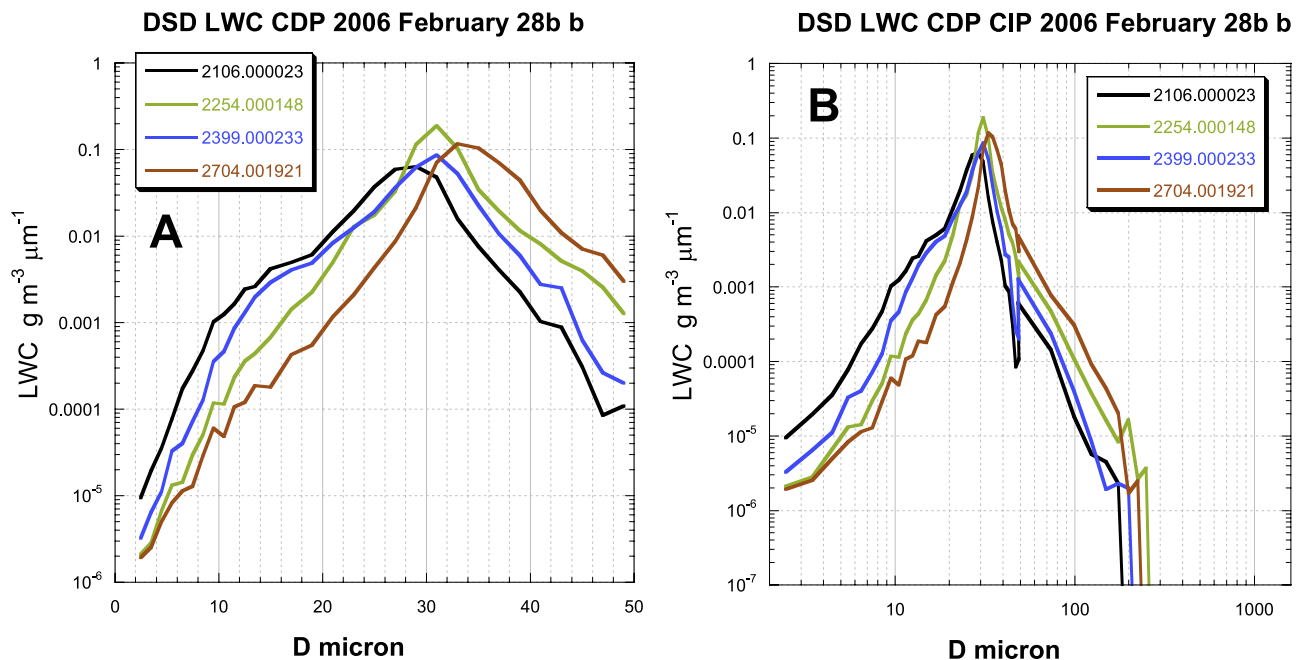 DSD LWC CDP 2006 February 28b b
2106.000023
2254.000148
2399.000233
2704.001921
A
LWC g m-3 µm-1
1
0.1
0.01
0.001
0.0001
10-5
10-6
0 10 20 30 40 50
D micron
DSD LWC CDP CIP 2006 February 28b b
2106.000023
2254.000148
2399.000233
2704.001921
B
LWC g m-3 µm-1
1
0.1
0.01
0.001
0.0001
10-5
10-6
10-7
10 100 1000
D micron